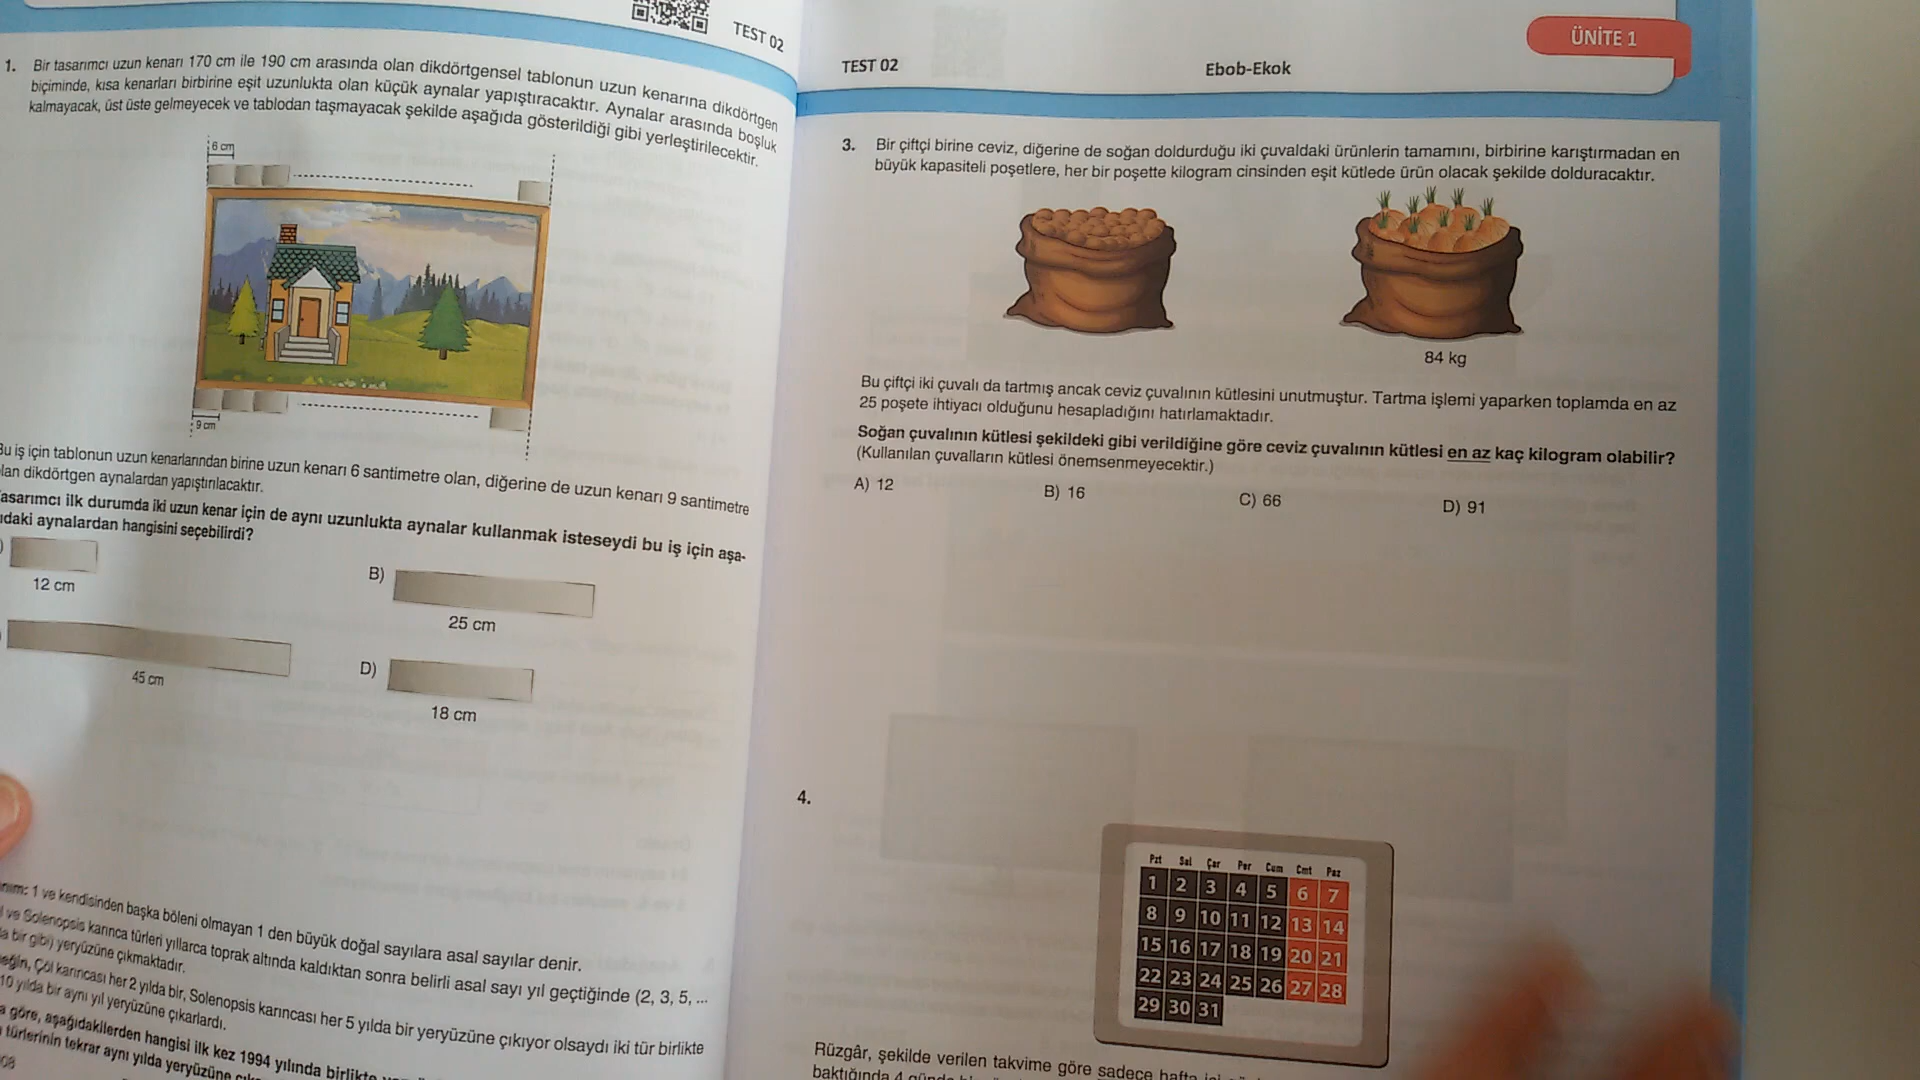 TEST 02
1. Bir tasarımcı uzun kenarı 170 cm ile 190 cm arasında olan dikdörtgensel tablonun uzun kenarına dikdörtgen
biçiminde, kısa kenarları birbirine eşit uzunlukta olan küçük aynalar yapıştıracaktır. Aynalar arasında boşluk
kalmayacak, üst üste gelmeyecek ve tablodan taşmayacak şekilde aşağıda gösterildiği gibi yerleştirilecektir.
6 cm
9 cm
Bu iş için tablonun uzun kenarlarından birine uzun kenarı 6 santimetre olan, diğerine de uzun kenarı 9 santimetre
olan dikdörtgen aynalardan yapıştırılacaktır.
asarımcı ilk durumda iki uzun kenar için de aynı uzunlukta aynalar kullanmak isteseydi bu iş için aşa-
ıdaki aynalardan hangisini seçebilirdi?
)
12 cm
B)
25 cm
45 cm
D)
18 cm
1 ve kendisinden başka böleni olmayan 1 den büyük doğal sayılara asal sayılar denir.
ve Solenopsis karınca türleri yıllarca toprak altında kaldıktan sonra belirli asal sayı yıl geçtiğinde (2, 3, 5, ...
bir gibi) yeryüzüne çıkmaktadır.
eğin, Çöl karıncası her 2 yılda bir, Solenopsis karıncası her 5 yılda bir yeryüzüne çıkıyor olsaydı iki tür birlikte
10 yılda bir aynı yıl yeryüzüne çıkarlardı.
a göre, aşağıdakilerden hangisi ilk kez 1994 yılında birlikte
türlerinin tekrar aynı yılda yeryüzüne
TEST 02
Ebob-Ekok
ÜNİTE 1
3. Bir çiftçi birine ceviz, diğerine de soğan doldurduğu iki çuvaldaki ürünlerin tamamını, birbirine karıştırmadan en
büyük kapasiteli poşetlere, her bir poşette kilogram cinsinden eşit kütlede ürün olacak şekilde dolduracaktır.
84 kg
Bu çiftçi iki çuvalı da tartmış ancak ceviz çuvalının kütlesini unutmuştur. Tartma işlemi yaparken toplamda en az
25 poşete ihtiyacı olduğunu hesapladığını hatırlamaktadır.
Soğan çuvalının kütlesi şekildeki gibi verildiğine göre ceviz çuvalının kütlesi en az kaç kilogram olabilir?
(Kullanılan çuvalların kütlesi önemsenmeyecektir.)
A) 12
B) 16
C) 66
D) 91
4.
Pzt Sal Çar Per Cum Cmt Paz
1 2 3 4 5 6 7
8 9 10 11 12 13 14
15 16 17 18 19 20 21
22 23 24 25 26 27 28
29 30 31
Rüzgâr, şekilde verilen takvime göre sadece hafta
baktığında 4